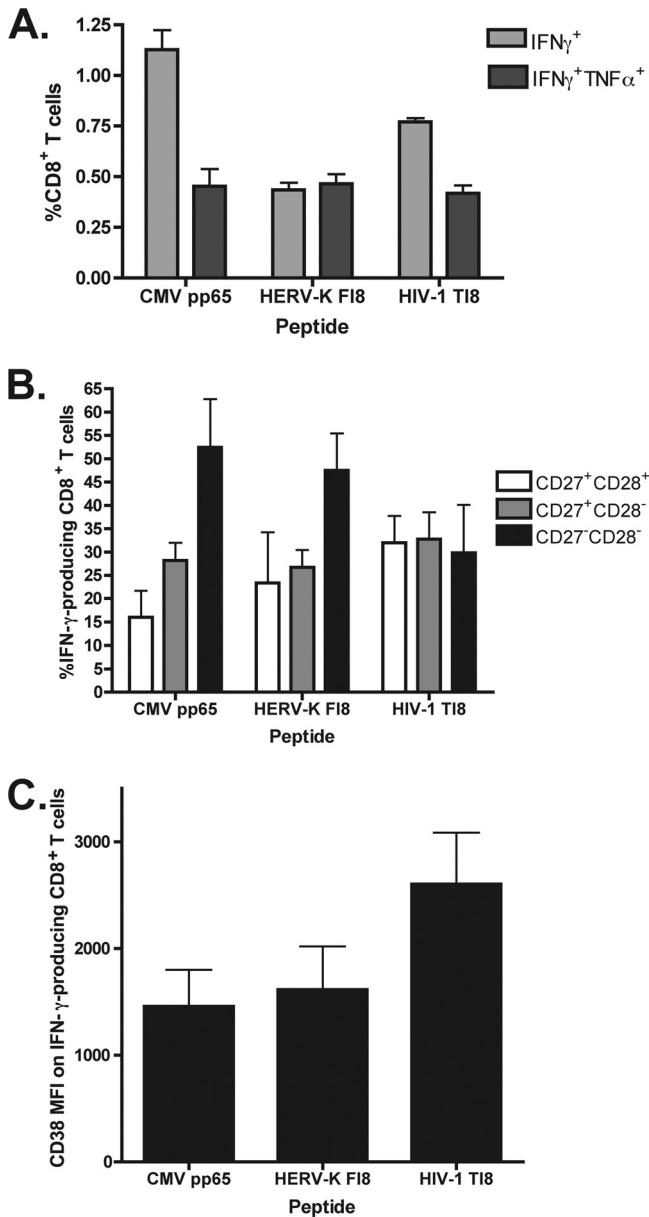 A.
%CD8⁺ T cells
1.25
1.00
0.75
0.50
0.25
0.00
IFNγ⁺
IFNγ⁺TNFα⁺
CMV pp65 HERV-K FI8 HIV-1 TI8
Peptide
B.
%IFN-γ-producing CD8⁺ T cells
65
60
55
50
45
40
35
30
25
20
15
10
5
0
CD27⁺CD28⁺
CD27⁺CD28⁻
CD27⁻CD28⁻
CMV pp65 HERV-K FI8 HIV-1 TI8
Peptide
C.
CD38 MFI on IFN-γ-producing CD8⁺ T cells
3000
2000
1000
0
CMV pp65 HERV-K FI8 HIV-1 TI8
Peptide